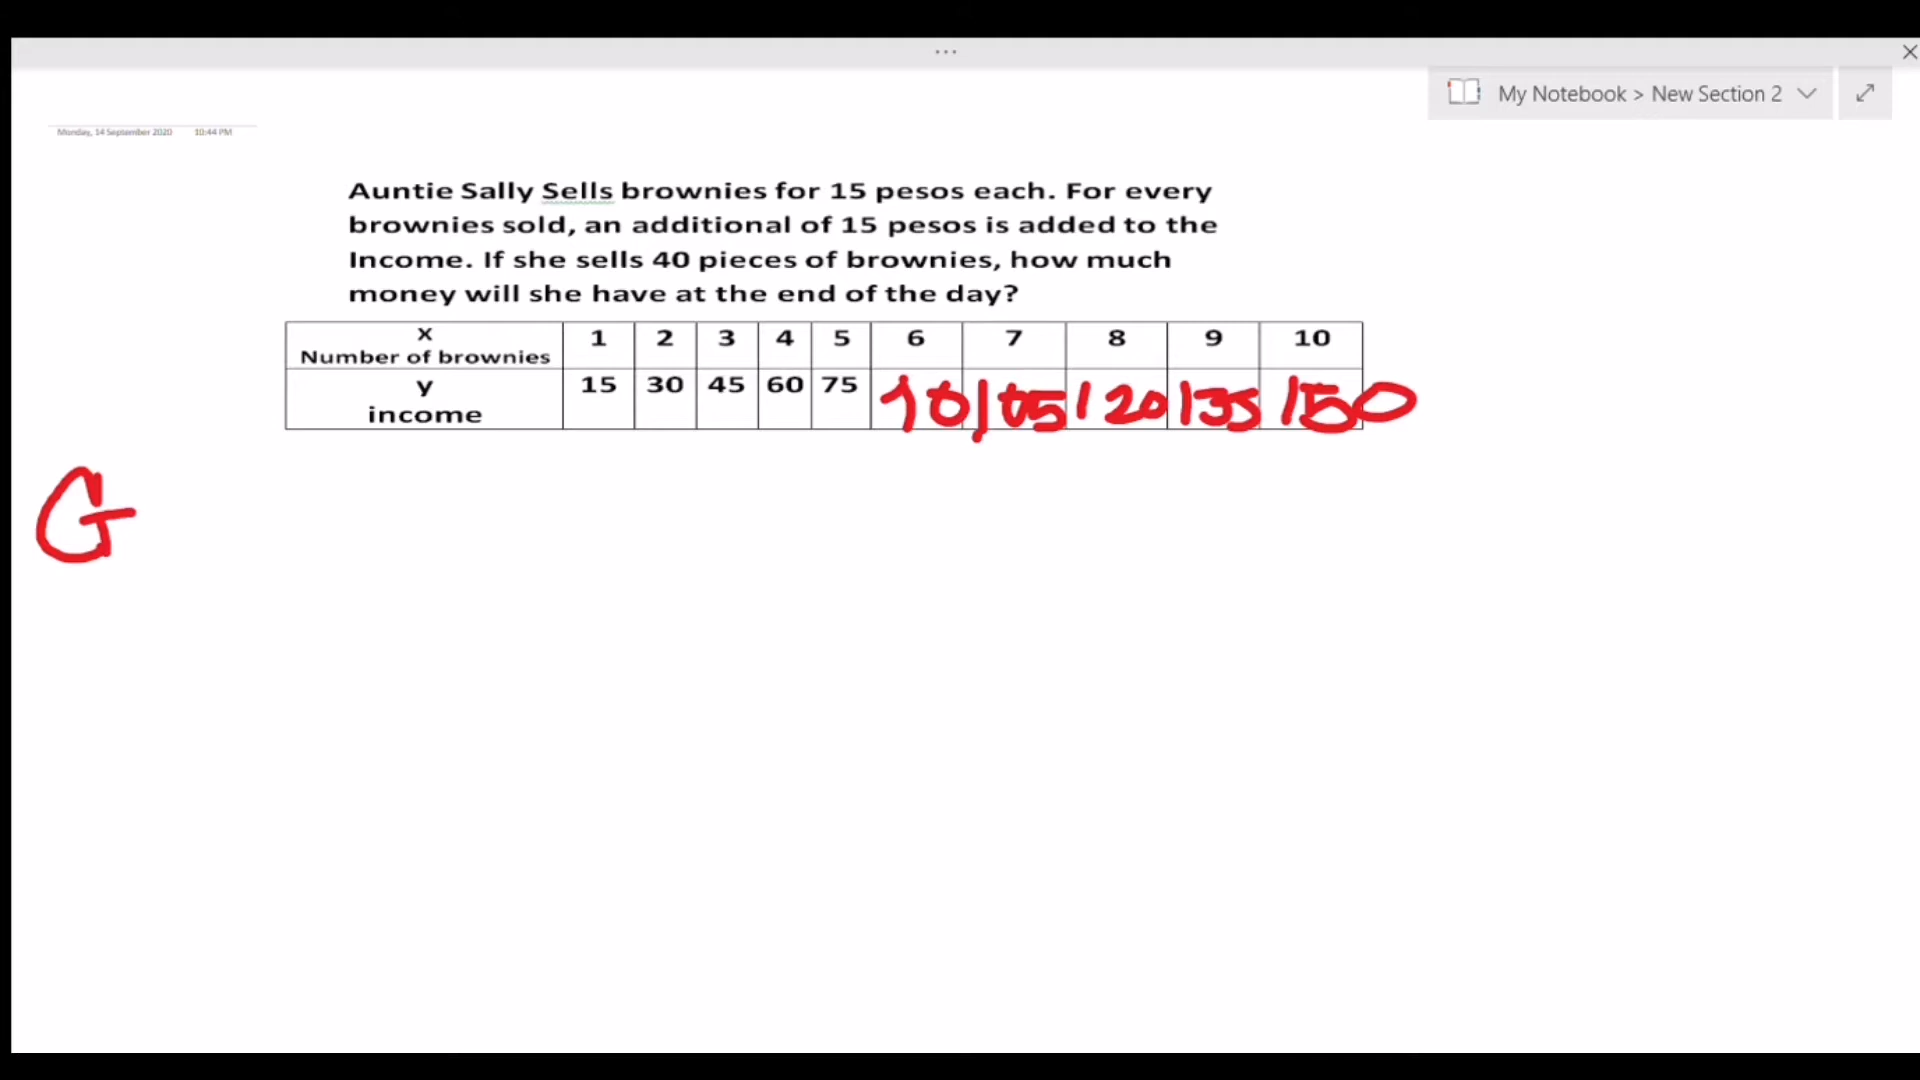 ...
My Notebook > New Section 2
Monday, 14 September 2020 10:44 PM
Auntie Sally Sells brownies for 15 pesos each. For every
brownies sold, an additional of 15 pesos is added to the
Income. If she sells 40 pieces of brownies, how much
money will she have at the end of the day?
x 1 2 3 4 5 6 7 8 9 10
Number of brownies
y 15 30 45 60 75 105 120 135 150
income
G